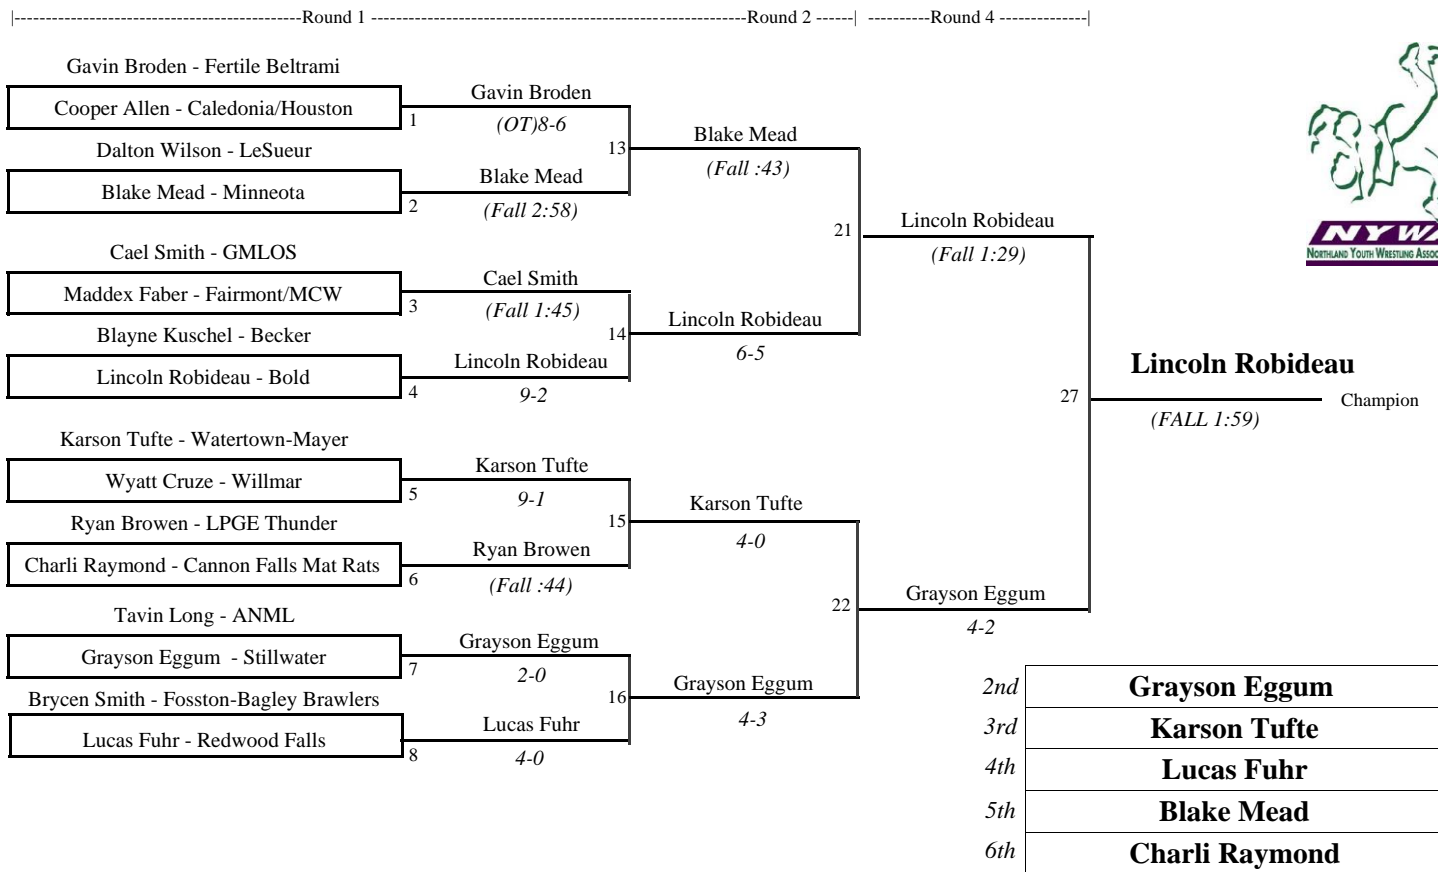 |------------------------------------------Round 1 ------------------------------------------------------Round 2 ------| ----------Round 4 --------------|
Gavin Broden - Fertile Beltrami
Cooper Allen - Caledonia/Houston
1
Gavin Broden
(OT)8-6
Dalton Wilson - LeSueur
Blake Mead - Minneota
2
Blake Mead
(Fall 2:58)
13
Blake Mead
(Fall :43)
Cael Smith - GMLOS
Maddex Faber - Fairmont/MCW
3
Cael Smith
(Fall 1:45)
Blayne Kuschel - Becker
Lincoln Robideau - Bold
4
Lincoln Robideau
9-2
14
Lincoln Robideau
6-5
21
Lincoln Robideau
(Fall 1:29)
Karson Tufte - Watertown-Mayer
Wyatt Cruze - Willmar
5
Karson Tufte
9-1
Ryan Browen - LPGE Thunder
Charli Raymond - Cannon Falls Mat Rats
6
Ryan Browen
(Fall :44)
15
Karson Tufte
4-0
Tavin Long - ANML
Grayson Eggum  - Stillwater
7
Grayson Eggum
2-0
Brycen Smith - Fosston-Bagley Brawlers
Lucas Fuhr - Redwood Falls
8
Lucas Fuhr
4-0
16
Grayson Eggum
4-3
22
Grayson Eggum
4-2
27
Lincoln Robideau
Champion
(FALL 1:59)
NYWA
NORTHLAND YOUTH WRESTLING ASSOC
2nd Grayson Eggum
3rd Karson Tufte
4th Lucas Fuhr
5th Blake Mead
6th Charli Raymond